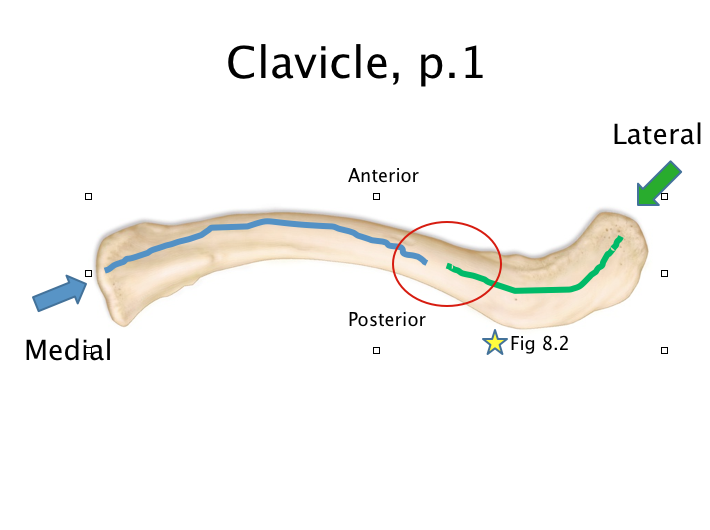 Clavicle, p.1
Lateral
Anterior
Posterior
Fig 8.2
Medial